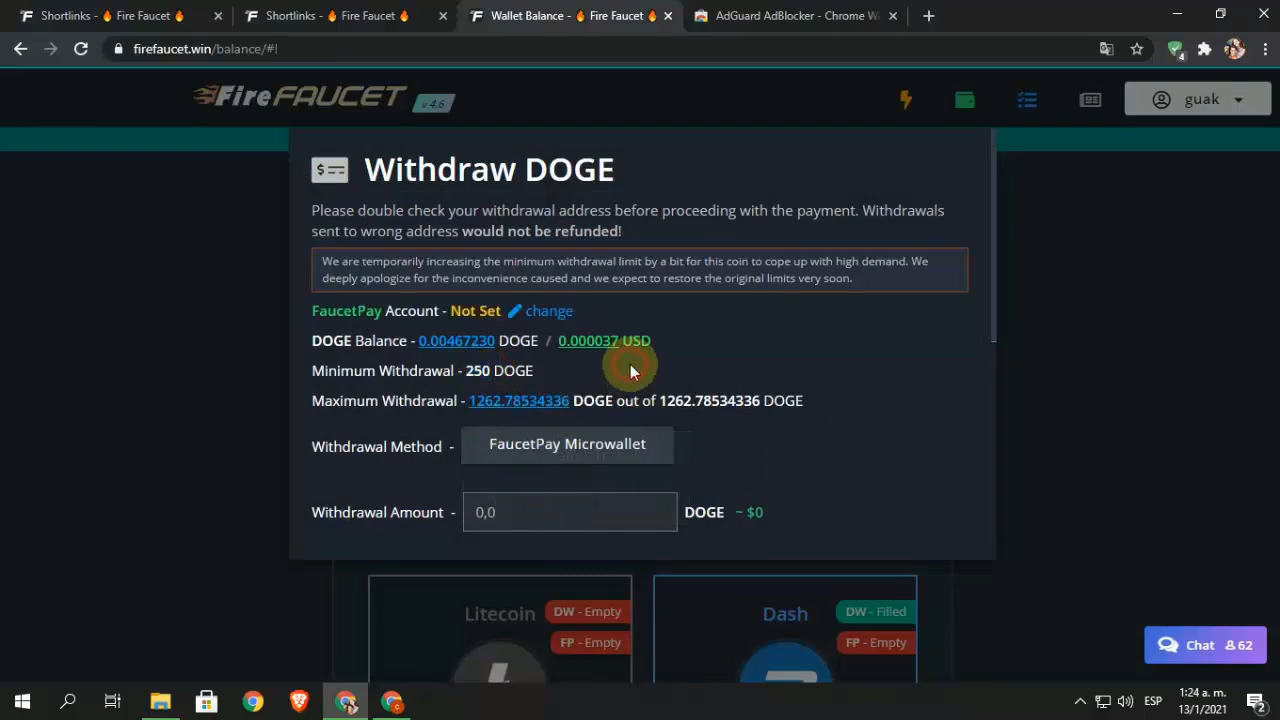 Shortlinks - 🔥 Fire Faucet 🔥
Shortlinks - 🔥 Fire Faucet 🔥
Wallet Balance - 🔥 Fire Faucet 🔥
AdGuard AdBlocker - Chrome W
firefaucet.win/balance/#!
4
Fire FAUCET v 4.6
guak
Withdraw DOGE
Please double check your withdrawal address before proceeding with the payment. Withdrawals
sent to wrong address would not be refunded!
We are temporarily increasing the minimum withdrawal limit by a bit for this coin to cope up with high demand. We
deeply apologize for the inconvenience caused and we expect to restore the original limits very soon.
FaucetPay Account - Not Set change
DOGE Balance - 0.00467230 DOGE / 0.000037 USD
Minimum Withdrawal - 250 DOGE
Maximum Withdrawal - 1262.78534336 DOGE out of 1262.78534336 DOGE
Withdrawal Method - FaucetPay Microwallet
Withdrawal Amount - 0,0 DOGE ~ $0
Litecoin DW - Empty
FP - Empty
Dash DW - Filled
FP - Empty
Chat 62
ESP
1:24 a. m.
13/1/2021
2